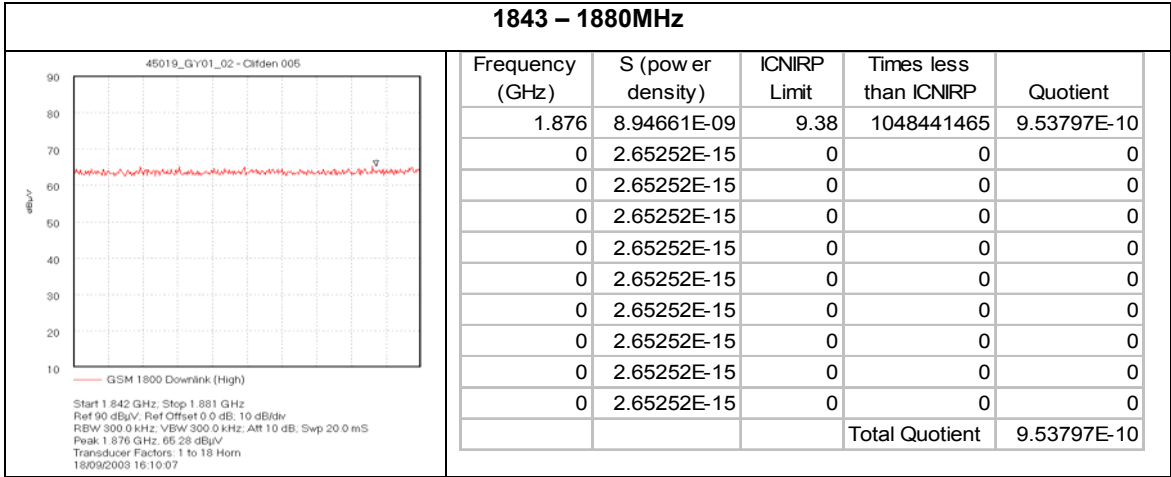 1843 – 1880MHz
45019_GY01_02 - Clifden 005
90
80
70
60
50
40
30
20
10
dBµV
GSM 1800 Downlink (High)
Start 1.842 GHz; Stop 1.881 GHz
Ref 90 dBµV; Ref Offset 0.0 dB; 10 dB/div
RBW 300.0 kHz; VBW 300.0 kHz; Att 10 dB; Swp 20.0 mS
Peak 1.876 GHz, 65.28 dBµV
Transducer Factors: 1 to 18 Horn
18/09/2003 16:10:07
Frequency (GHz) S (pow er density) ICNIRP Limit Times less than ICNIRP Quotient
1.876 8.94661E-09 9.38 1048441465 9.53797E-10
0 2.65252E-15 0 0 0
0 2.65252E-15 0 0 0
0 2.65252E-15 0 0 0
0 2.65252E-15 0 0 0
0 2.65252E-15 0 0 0
0 2.65252E-15 0 0 0
0 2.65252E-15 0 0 0
0 2.65252E-15 0 0 0
0 2.65252E-15 0 0 0
Total Quotient 9.53797E-10